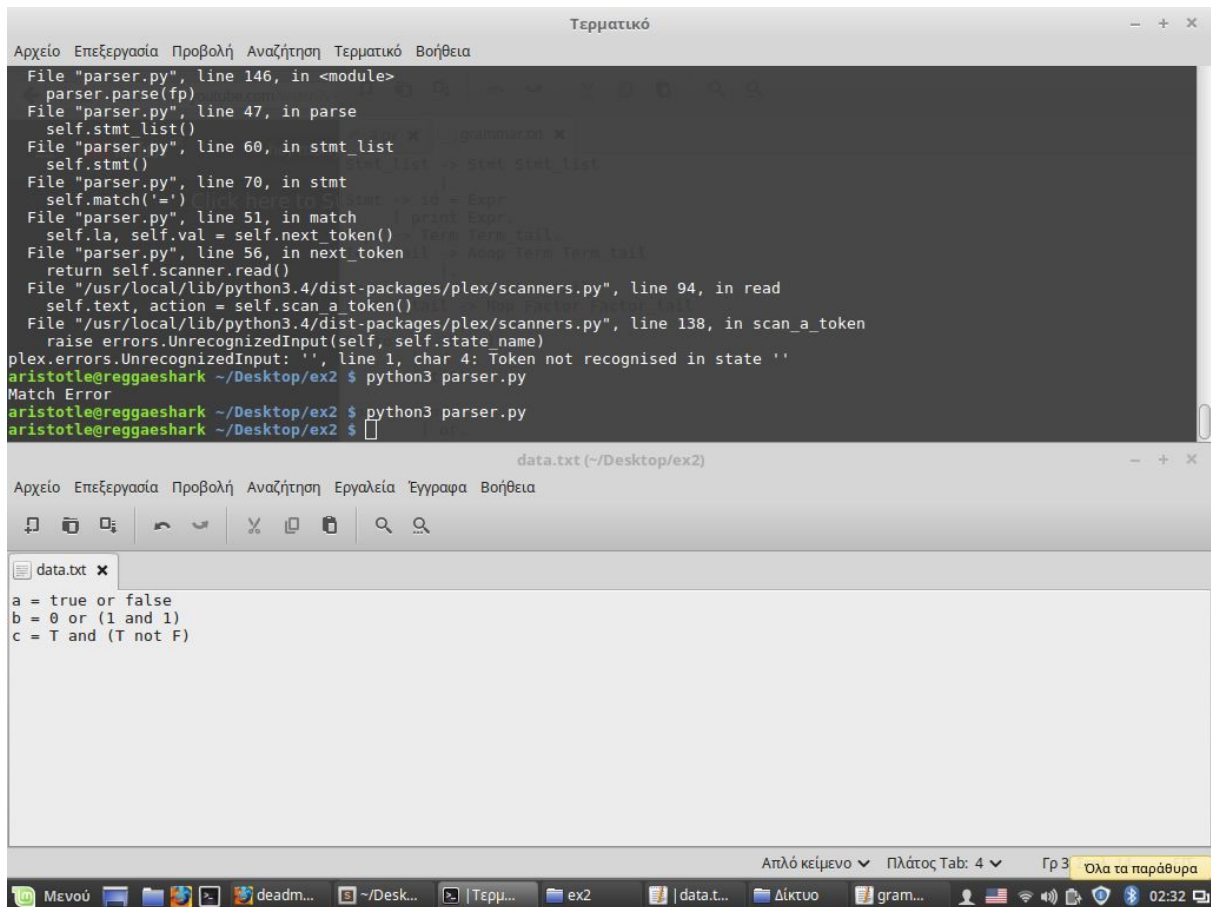 Τερματικό
Αρχείο Επεξεργασία Προβολή Αναζήτηση Τερματικό Βοήθεια
File "parser.py", line 146, in <module>
parser.parse(fp)
File "parser.py", line 47, in parse
self.stmt_list()
File "parser.py", line 60, in stmt_list
self.stmt()
File "parser.py", line 70, in stmt
self.match('=')
File "parser.py", line 51, in match
self.la, self.val = self.next_token()
File "parser.py", line 56, in next_token
return self.scanner.read()
File "/usr/local/lib/python3.4/dist-packages/plex/scanners.py", line 94, in read
self.text, action = self.scan_a_token()
File "/usr/local/lib/python3.4/dist-packages/plex/scanners.py", line 138, in scan_a_token
raise errors.UnrecognizedInput(self, self.state_name)
plex.errors.UnrecognizedInput: '', line 1, char 4: Token not recognised in state ''
aristotle@reggaeshark ~/Desktop/ex2 $ python3 parser.py
Match Error
aristotle@reggaeshark ~/Desktop/ex2 $ python3 parser.py
aristotle@reggaeshark ~/Desktop/ex2 $
data.txt (~/Desktop/ex2)
Αρχείο Επεξεργασία Προβολή Αναζήτηση Εργαλεία Έγγραφα Βοήθεια
data.txt
a = true or false
b = 0 or (1 and 1)
c = T and (T not F)
Απλό κείμενο Πλάτος Tab: 4 Γρ 3 Όλα τα παράθυρα
Μενού deadm... ~/Desk... |Τερμ... ex2 |data.t... Δίκτυο gram... 02:32